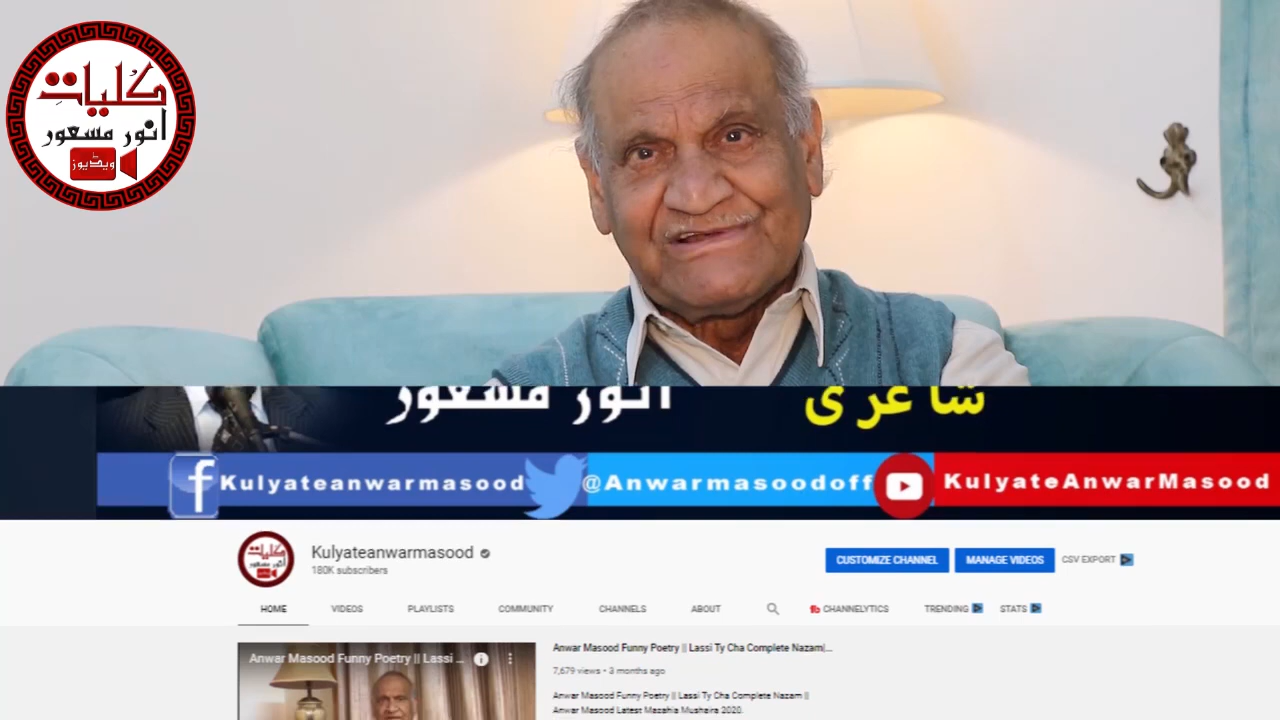 کلیاتِ
انور مسعور
ویڈیوز
انور مسعور شاعری
Kulyateanwarmasood @Anwarmasoodoff KulyateAnwarMasood
Kulyateanwarmasood
180K subscribers
CUSTOMIZE CHANNEL MANAGE VIDEOS CSV EXPORT
HOME VIDEOS PLAYLISTS COMMUNITY CHANNELS ABOUT CHANNELYTICS TRENDING STATS
Anwar Masood Funny Poetry || Lassi ...
Anwar Masood Funny Poetry || Lassi Ty Cha Complete Nazam|...
7,679 views • 3 months ago
Anwar Masood Funny Poetry || Lassi Ty Cha Complete Nazam ||
Anwar Masood Latest Mazahia Mushaira 2020.